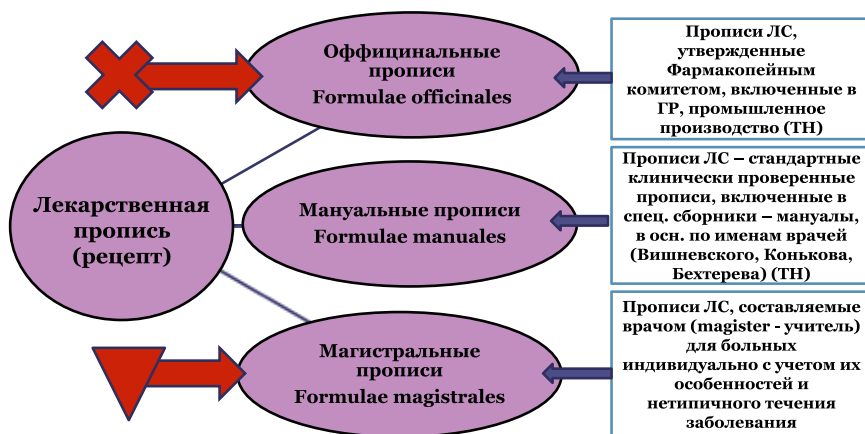 Оффицинальные
прописи
Formulae officinales
Прописи ЛС,
утвержденные
Фармакопейным
комитетом, включенные в
ГР, промышленное
производство (ТН)
Лекарственная
пропись
(рецепт)
Мануальные прописи
Formulae manuales
Прописи ЛС – стандартные
клинически проверенные
прописи, включенные в
спец. сборники – мануалы,
в осн. по именам врачей
(Вишневского, Конькова,
Бехтерева) (ТН)
Магистральные
прописи
Formulae magistrales
Прописи ЛС, составляемые
врачом (magister - учитель)
для больных
индивидуально с учетом их
особенностей и
нетипичного течения
заболевания